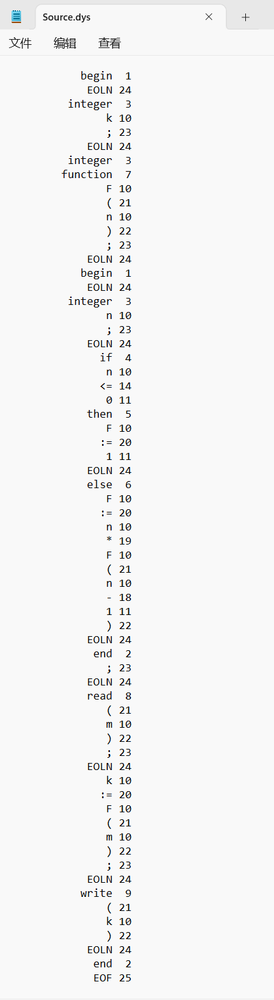 Source.dys
文件 编辑 查看
begin 1
EOLN 24
integer 3
k 10
; 23
EOLN 24
integer 3
function 7
F 10
( 21
n 10
) 22
; 23
EOLN 24
begin 1
EOLN 24
integer 3
n 10
; 23
EOLN 24
if 4
n 10
<= 14
0 11
then 5
F 10
:= 20
1 11
EOLN 24
else 6
F 10
:= 20
n 10
* 19
F 10
( 21
n 10
- 18
1 11
) 22
EOLN 24
end 2
; 23
EOLN 24
read 8
( 21
m 10
) 22
; 23
EOLN 24
k 10
:= 20
F 10
( 21
m 10
) 22
; 23
EOLN 24
write 9
( 21
k 10
) 22
EOLN 24
end 2
EOF 25